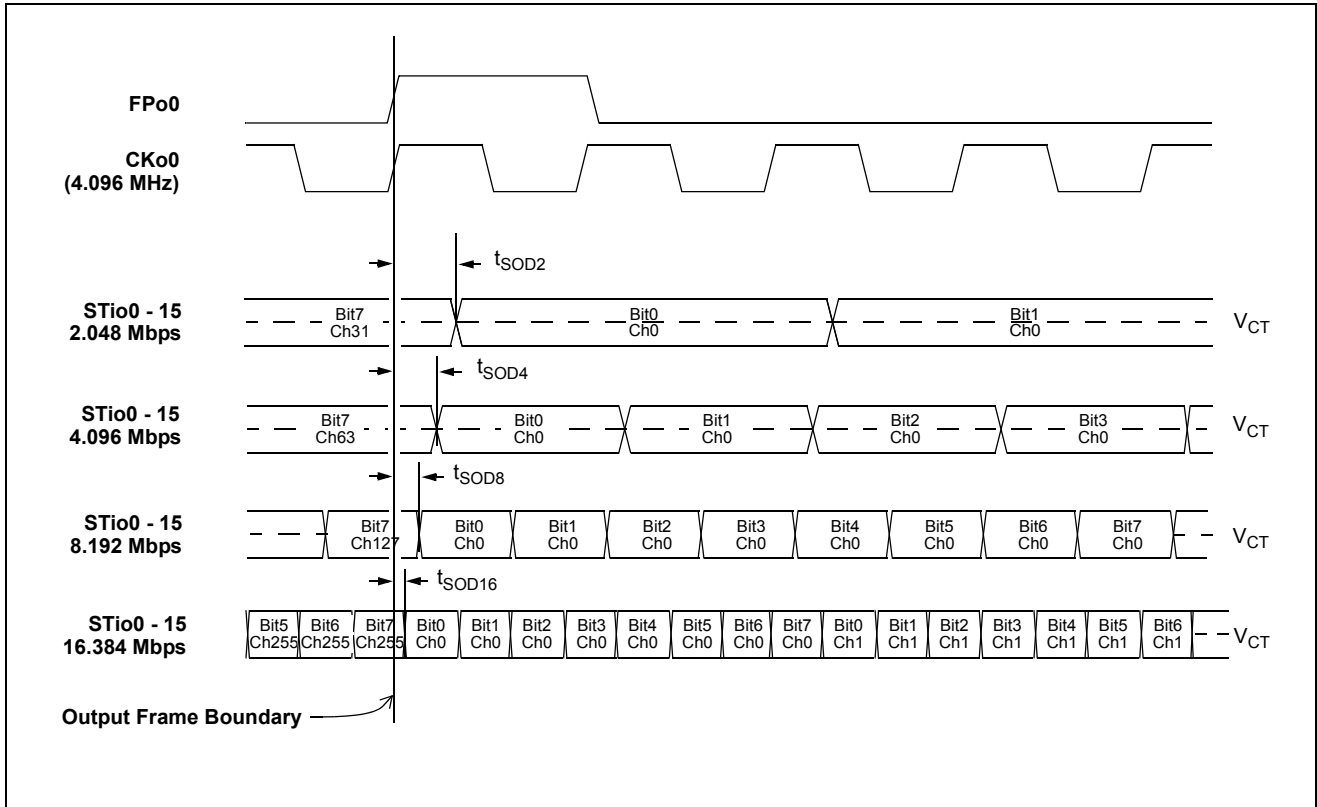 FPo0
CKo0
(4.096 MHz)
tSOD2
STio0 - 15
2.048 Mbps
Bit7
Ch31
Bit0
Ch0
Bit1
Ch0
VCT
tSOD4
STio0 - 15
4.096 Mbps
Bit7
Ch63
Bit0
Ch0
Bit1
Ch0
Bit2
Ch0
Bit3
Ch0
VCT
tSOD8
STio0 - 15
8.192 Mbps
Bit7
Ch127
Bit0
Ch0
Bit1
Ch0
Bit2
Ch0
Bit3
Ch0
Bit4
Ch0
Bit5
Ch0
Bit6
Ch0
Bit7
Ch0
VCT
tSOD16
STio0 - 15
16.384 Mbps
Bit5
Ch255
Bit6
Ch255
Bit7
Ch255
Bit0
Ch0
Bit1
Ch0
Bit2
Ch0
Bit3
Ch0
Bit4
Ch0
Bit5
Ch0
Bit6
Ch0
Bit7
Ch0
Bit0
Ch1
Bit1
Ch1
Bit2
Ch1
Bit3
Ch1
Bit4
Ch1
Bit5
Ch1
Bit6
Ch1
VCT
Output Frame Boundary